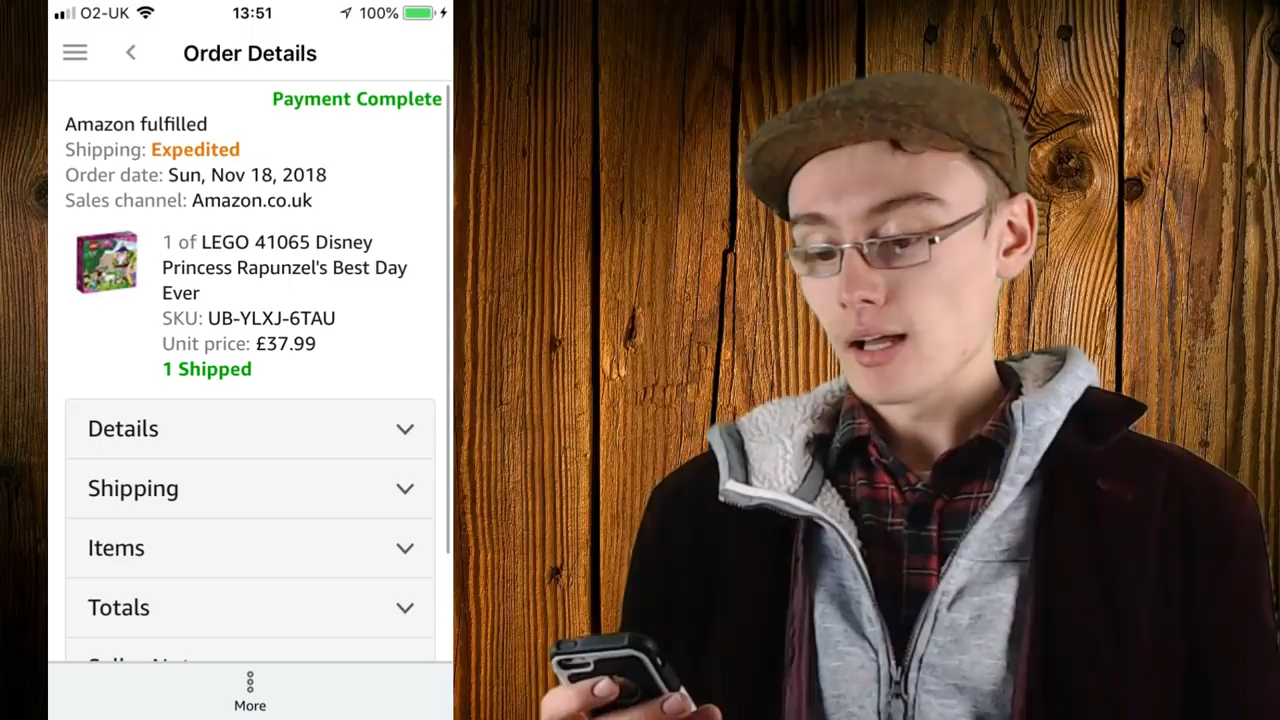 O2-UK 13:51 100%
Order Details
Payment Complete
Amazon fulfilled
Shipping: Expedited
Order date: Sun, Nov 18, 2018
Sales channel: Amazon.co.uk
1 of LEGO 41065 Disney
Princess Rapunzel's Best Day
Ever
SKU: UB-YLXJ-6TAU
Unit price: £37.99
1 Shipped
Details
Shipping
Items
Totals
More